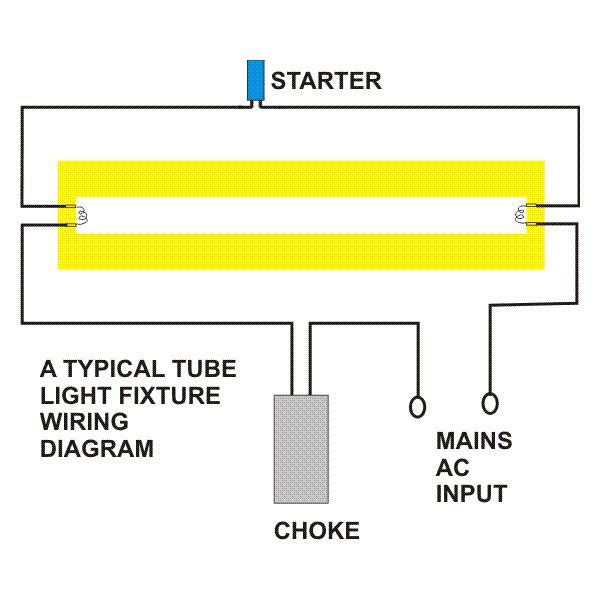 STARTER
A TYPICAL TUBE
LIGHT FIXTURE
WIRING
DIAGRAM
MAINS
AC
INPUT
CHOKE